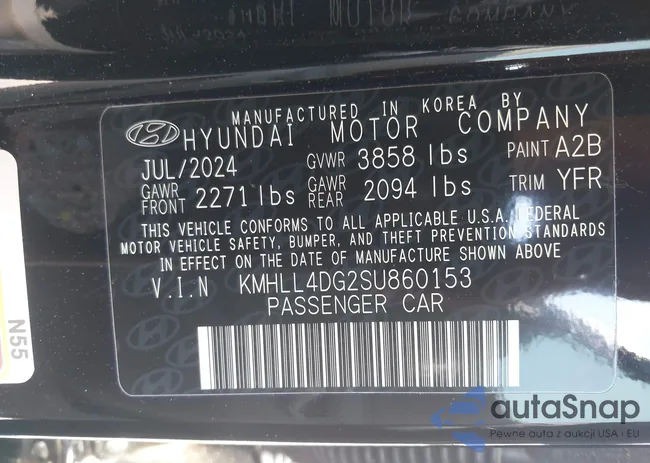 MANUFACTURED IN KOREA BY
HYUNDAI MOTOR COMPANY
JUL/2024 GVWR 3858 lbs PAINT A2B
GAWR FRONT 2271 lbs GAWR REAR 2094 lbs TRIM YFR
THIS VEHICLE CONFORMS TO ALL APPLICABLE U.S.A. FEDERAL
MOTOR VEHICLE SAFETY, BUMPER, AND THEFT PREVENTION STANDARDS
IN EFFECT ON THE DATE OF MANUFACTURE SHOWN ABOVE
V.I.N KMHLL4DG2SU860153
PASSENGER CAR
N55
autaSnap
Pewne auta z aukcji USA - EU